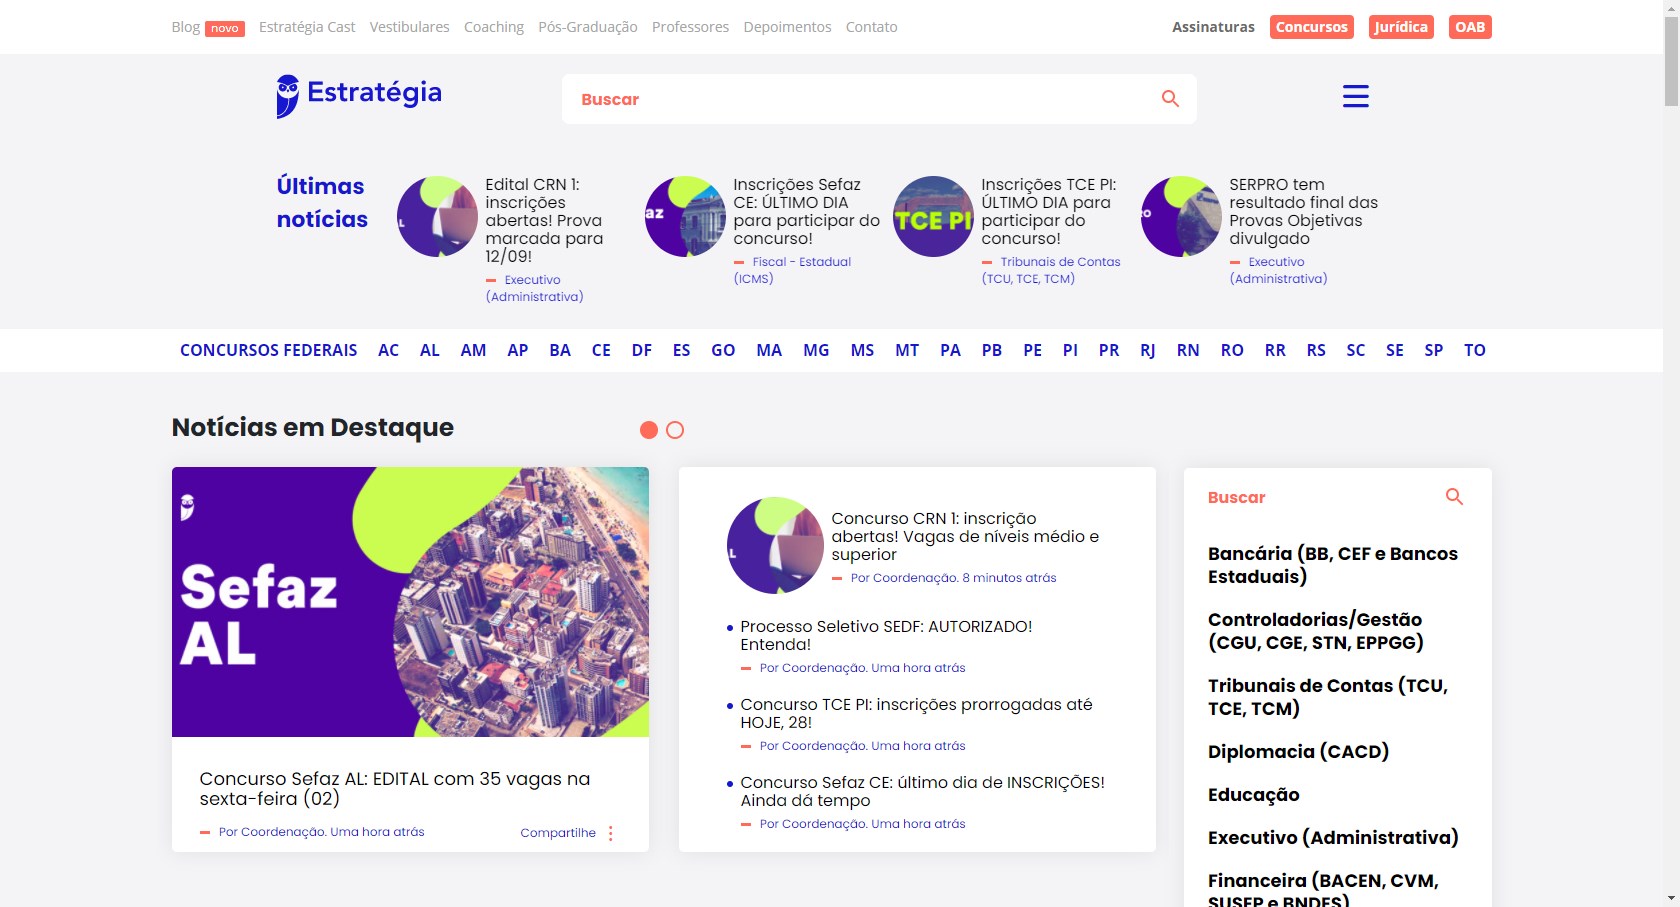 Blog novo Estratégia Cast Vestibulares Coaching Pós-Graduação Professores Depoimentos Contato Assinaturas Concursos Jurídica OAB
Estratégia
Buscar
Últimas
notícias
Edital CRN 1:
inscrições
abertas! Prova
marcada para
12/09!
Executivo
(Administrativa)
az
Inscrições Sefaz
CE: ÚLTIMO DIA
para participar do
concurso!
Fiscal - Estadual
(ICMS)
TCE PI
Inscrições TCE PI:
ÚLTIMO DIA para
participar do
concurso!
Tribunais de Contas
(TCU, TCE, TCM)
SERPRO tem
resultado final das
Provas Objetivas
divulgado
Executivo
(Administrativa)
CONCURSOS FEDERAIS AC AL AM AP BA CE DF ES GO MA MG MS MT PA PB PE PI PR RJ RN RO RR RS SC SE SP TO
Notícias em Destaque
Sefaz
AL
Concurso Sefaz AL: EDITAL com 35 vagas na
sexta-feira (02)
Por Coordenação. Uma hora atrás
Compartilhe
Concurso CRN 1: inscrição
abertas! Vagas de níveis médio e
superior
Por Coordenação. 8 minutos atrás
Processo Seletivo SEDF: AUTORIZADO!
Entenda!
Por Coordenação. Uma hora atrás
Concurso TCE PI: inscrições prorrogadas até
HOJE, 28!
Por Coordenação. Uma hora atrás
Concurso Sefaz CE: último dia de INSCRIÇÕES!
Ainda dá tempo
Por Coordenação. Uma hora atrás
Buscar
Bancária (BB, CEF e Bancos
Estaduais)
Controladorias/Gestão
(CGU, CGE, STN, EPPGG)
Tribunais de Contas (TCU,
TCE, TCM)
Diplomacia (CACD)
Educação
Executivo (Administrativa)
Financeira (BACEN, CVM,
SUSEP e BNDES)